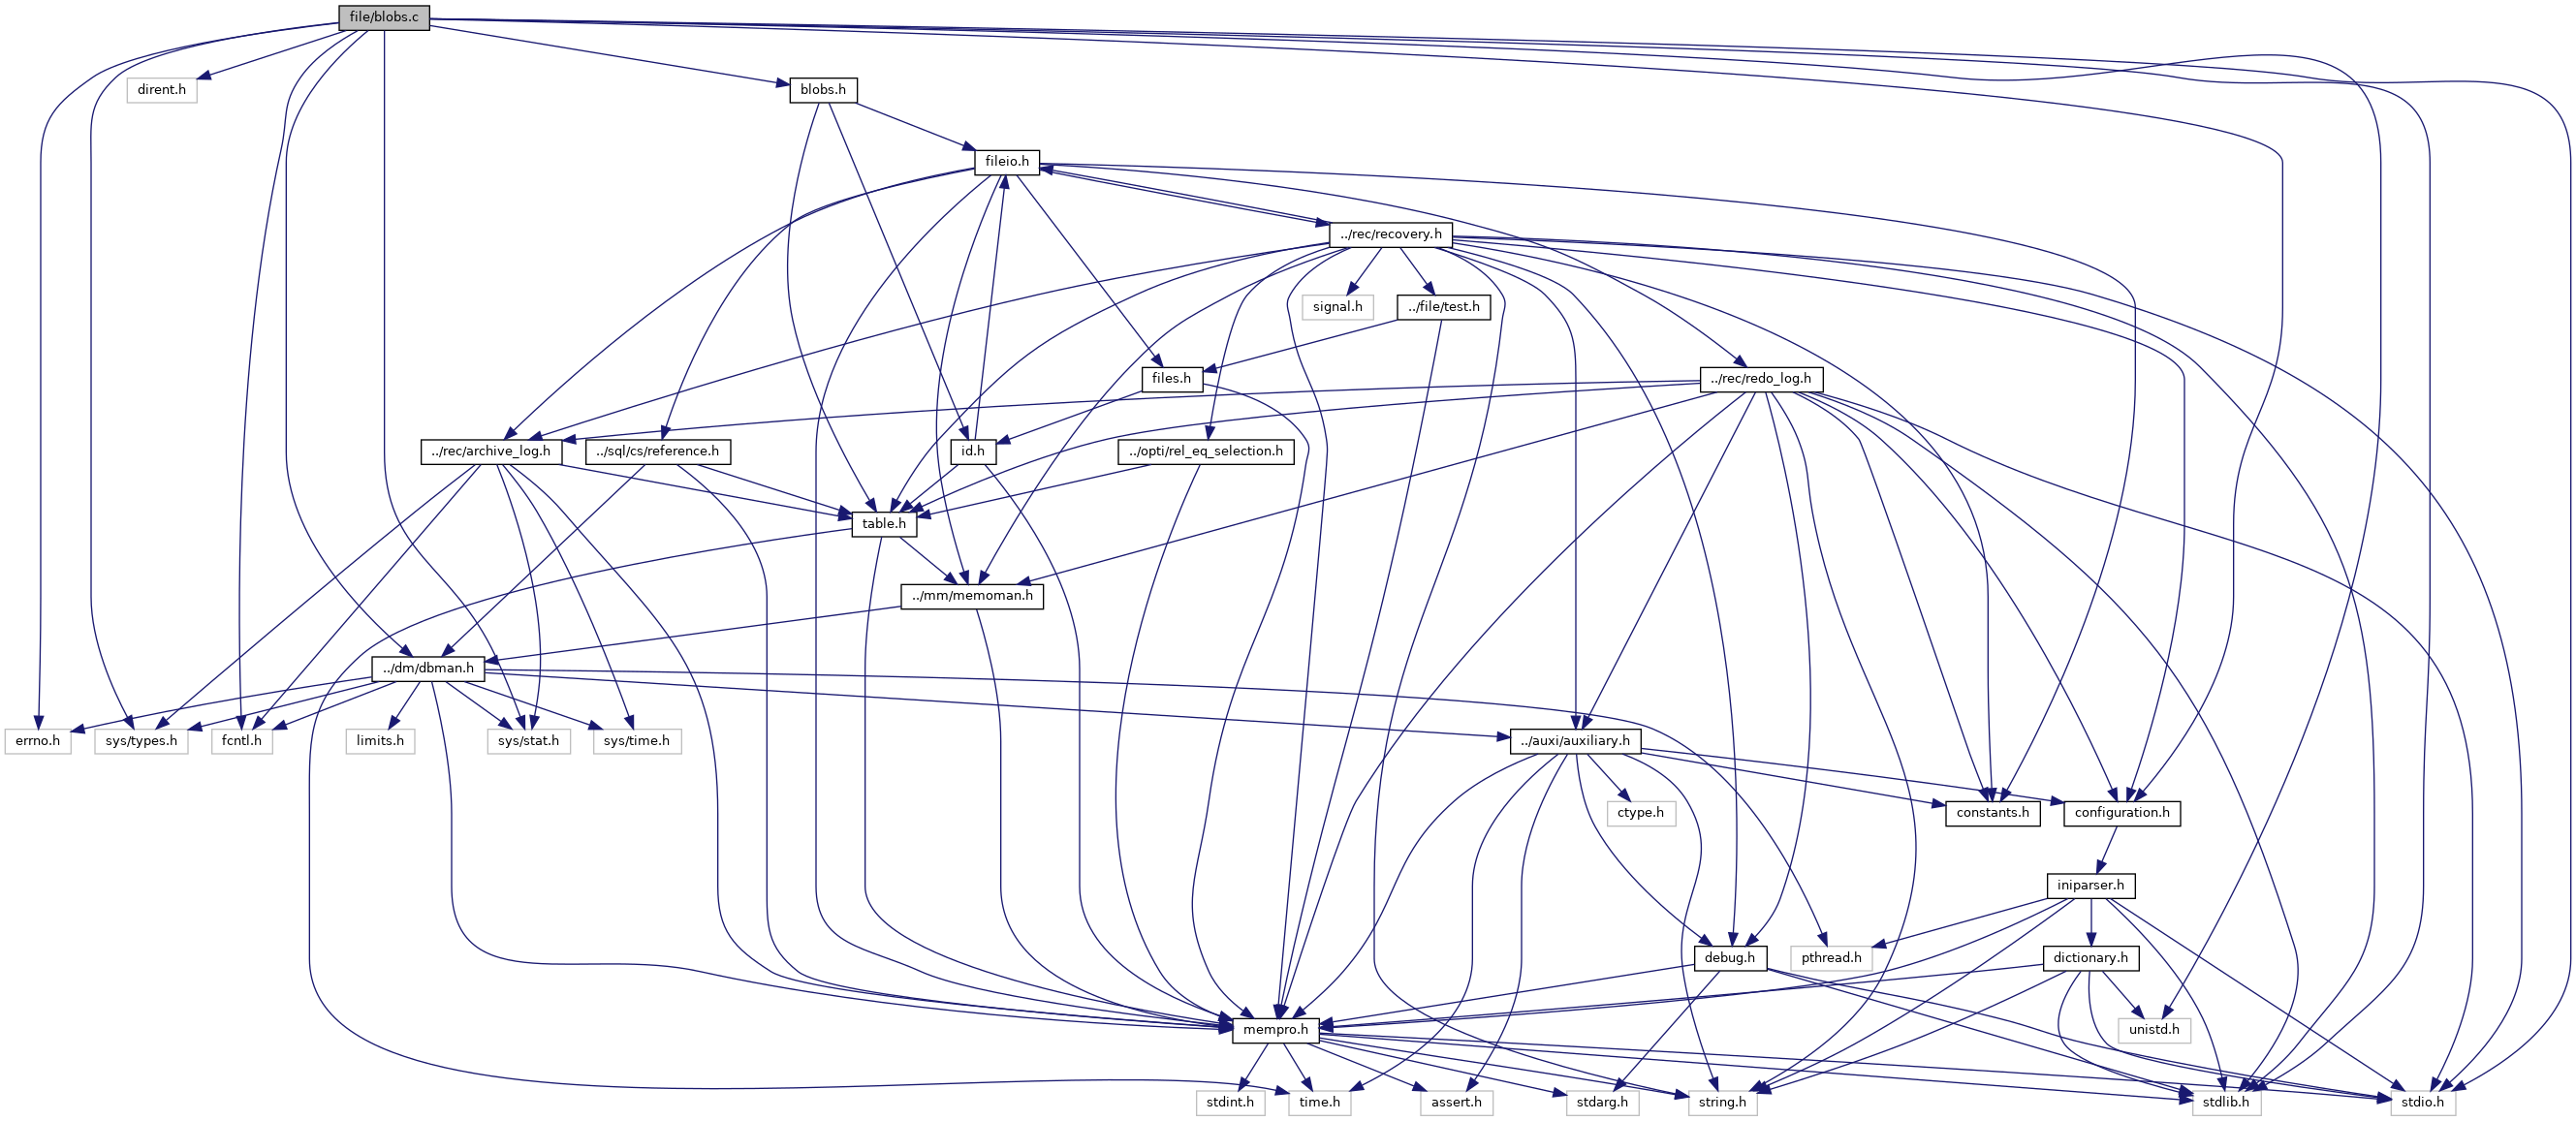 file/blobs.c
dirent.h
blobs.h
fileio.h
../rec/recovery.h
signal.h
../file/test.h
files.h
../rec/redo_log.h
../rec/archive_log.h
../sql/cs/reference.h
id.h
../opti/rel_eq_selection.h
table.h
../mm/memoman.h
../dm/dbman.h
errno.h
sys/types.h
fcntl.h
limits.h
sys/stat.h
sys/time.h
../auxi/auxiliary.h
ctype.h
constants.h
configuration.h
iniparser.h
debug.h
pthread.h
dictionary.h
mempro.h
unistd.h
stdint.h
time.h
assert.h
stdarg.h
string.h
stdlib.h
stdio.h